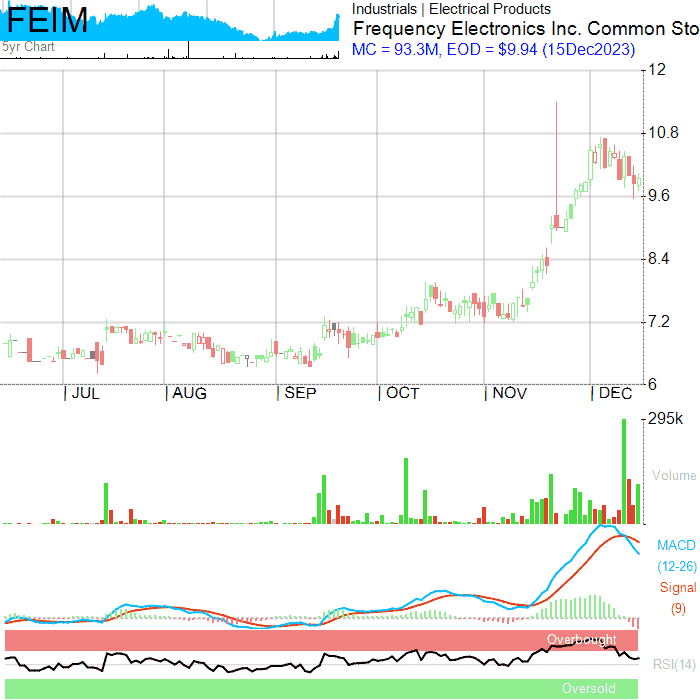 FEIM
5yr Chart
Industrials | Electrical Products
Frequency Electronics Inc. Common Sto
MC = 93.3M, EOD = $9.94 (15Dec2023)
12
10.8
9.6
8.4
7.2
6
JUL AUG SEP OCT NOV DEC
295k
Volume
MACD
(12-26)
Signal
(9)
Overbought
RSI(14)
Oversold